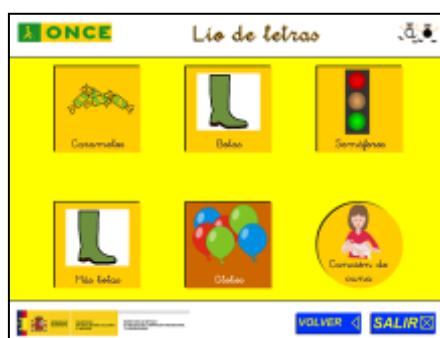 ONCE
Lío de letras
Caramelos
Botas
Semáforos
Más botas
Globos
Canción de
cuna
VOLVER
SALIR